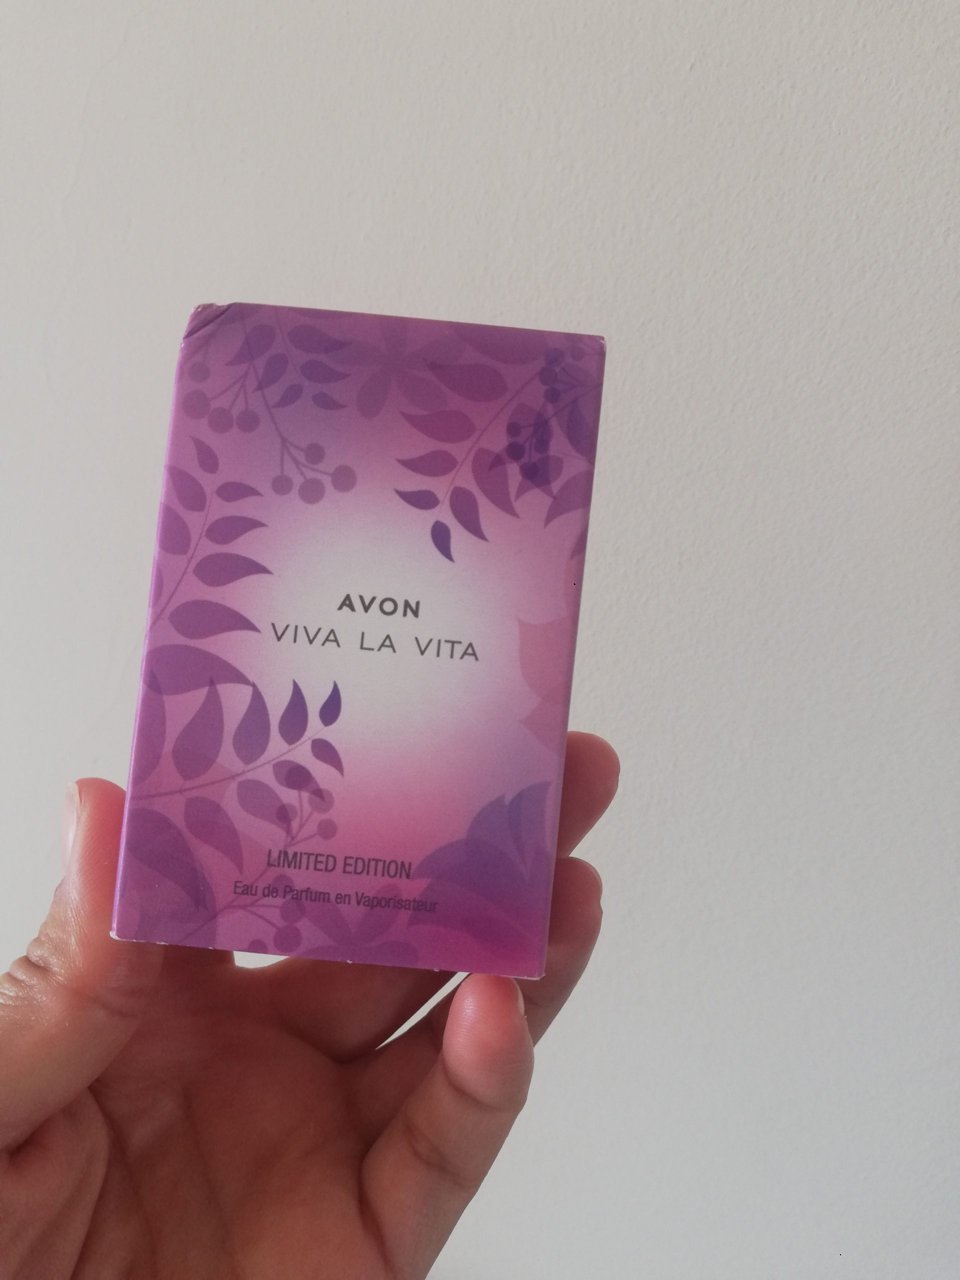 AVON
VIVA LA VITA
LIMITED EDITION
Eau de Parfum en Vaporisateur